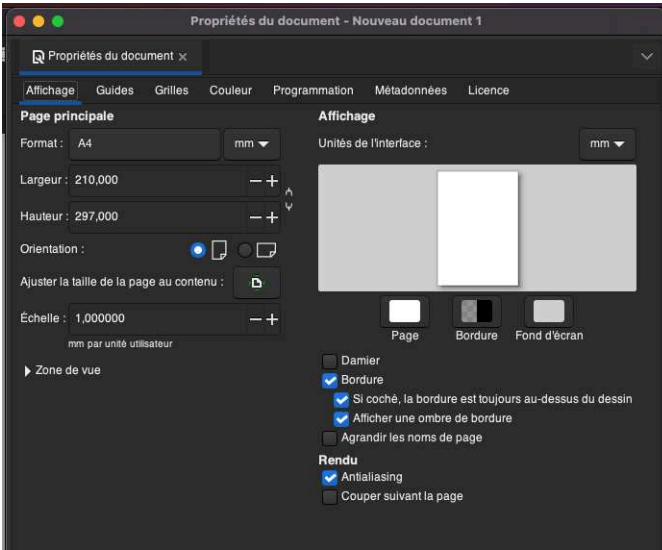 Propriétés du document - Nouveau document 1
Propriétés du document
Affichage Guides Grilles Couleur Programmation Métadonnées Licence
Page principale
Format : A4 mm
Largeur : 210,000
Hauteur : 297,000
Orientation :
Ajuster la taille de la page au contenu :
Échelle : 1,000000
mm par unité utilisateur
Zone de vue
Affichage
Unités de l'interface : mm
Page Bordure Fond d'écran
Damier
Bordure
Si coché, la bordure est toujours au-dessus du dessin
Afficher une ombre de bordure
Agrandir les noms de page
Rendu
Antialiasing
Couper suivant la page